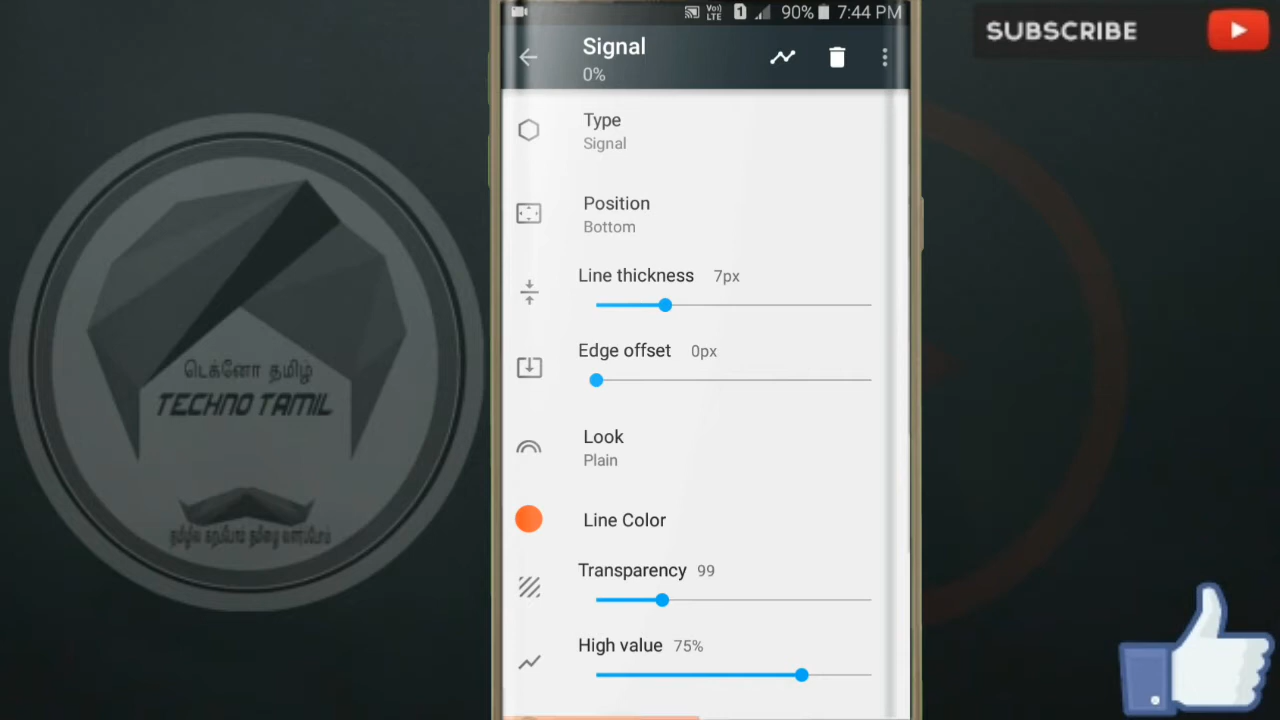 90% 7:44 PM
SUBSCRIBE
Signal
0%
Type
Signal
Position
Bottom
Line thickness 7px
Edge offset 0px
Look
Plain
Line Color
Transparency 99
High value 75%
டெக்னோ தமிழ்
TECHNO TAMIL